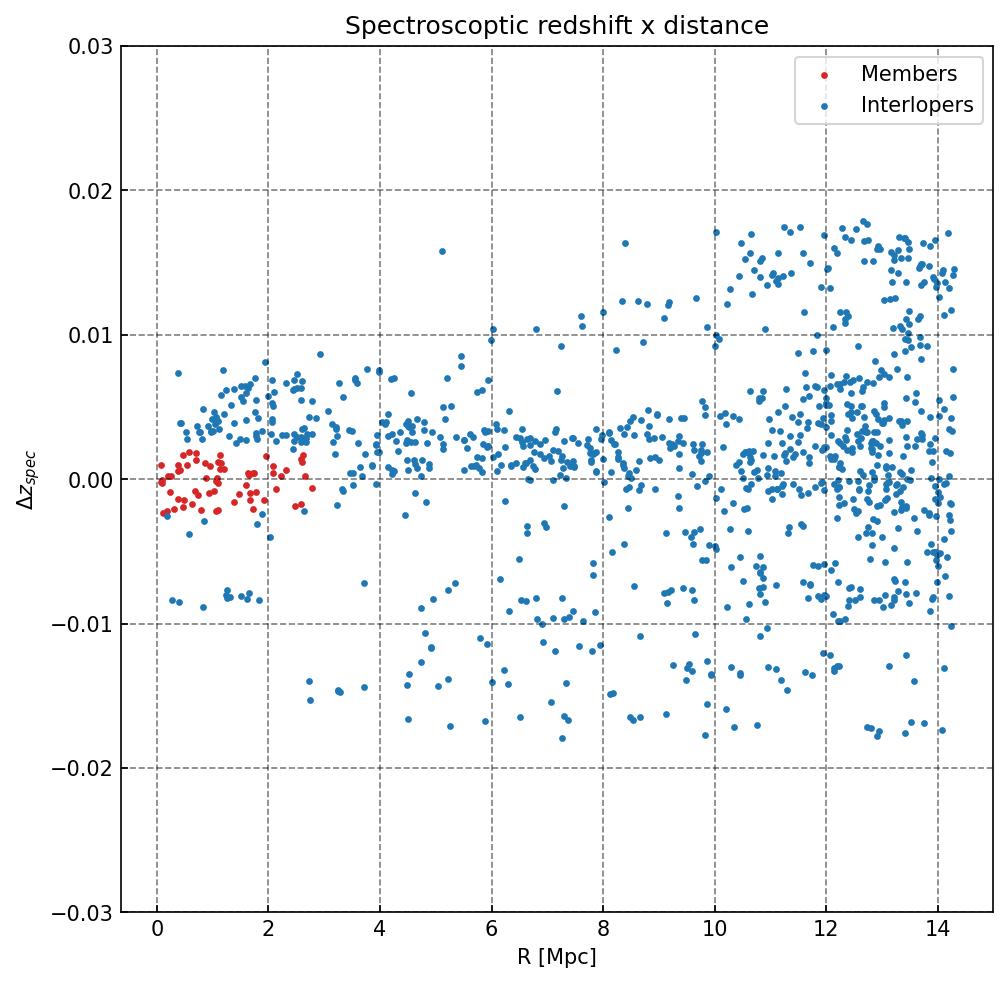 Spectroscoptic redshift x distance
Members
Interlopers
0.03
0.02
0.01
0.00
−0.01
−0.02
−0.03
Δz_spec
0 2 4 6 8 10 12 14
R [Mpc]